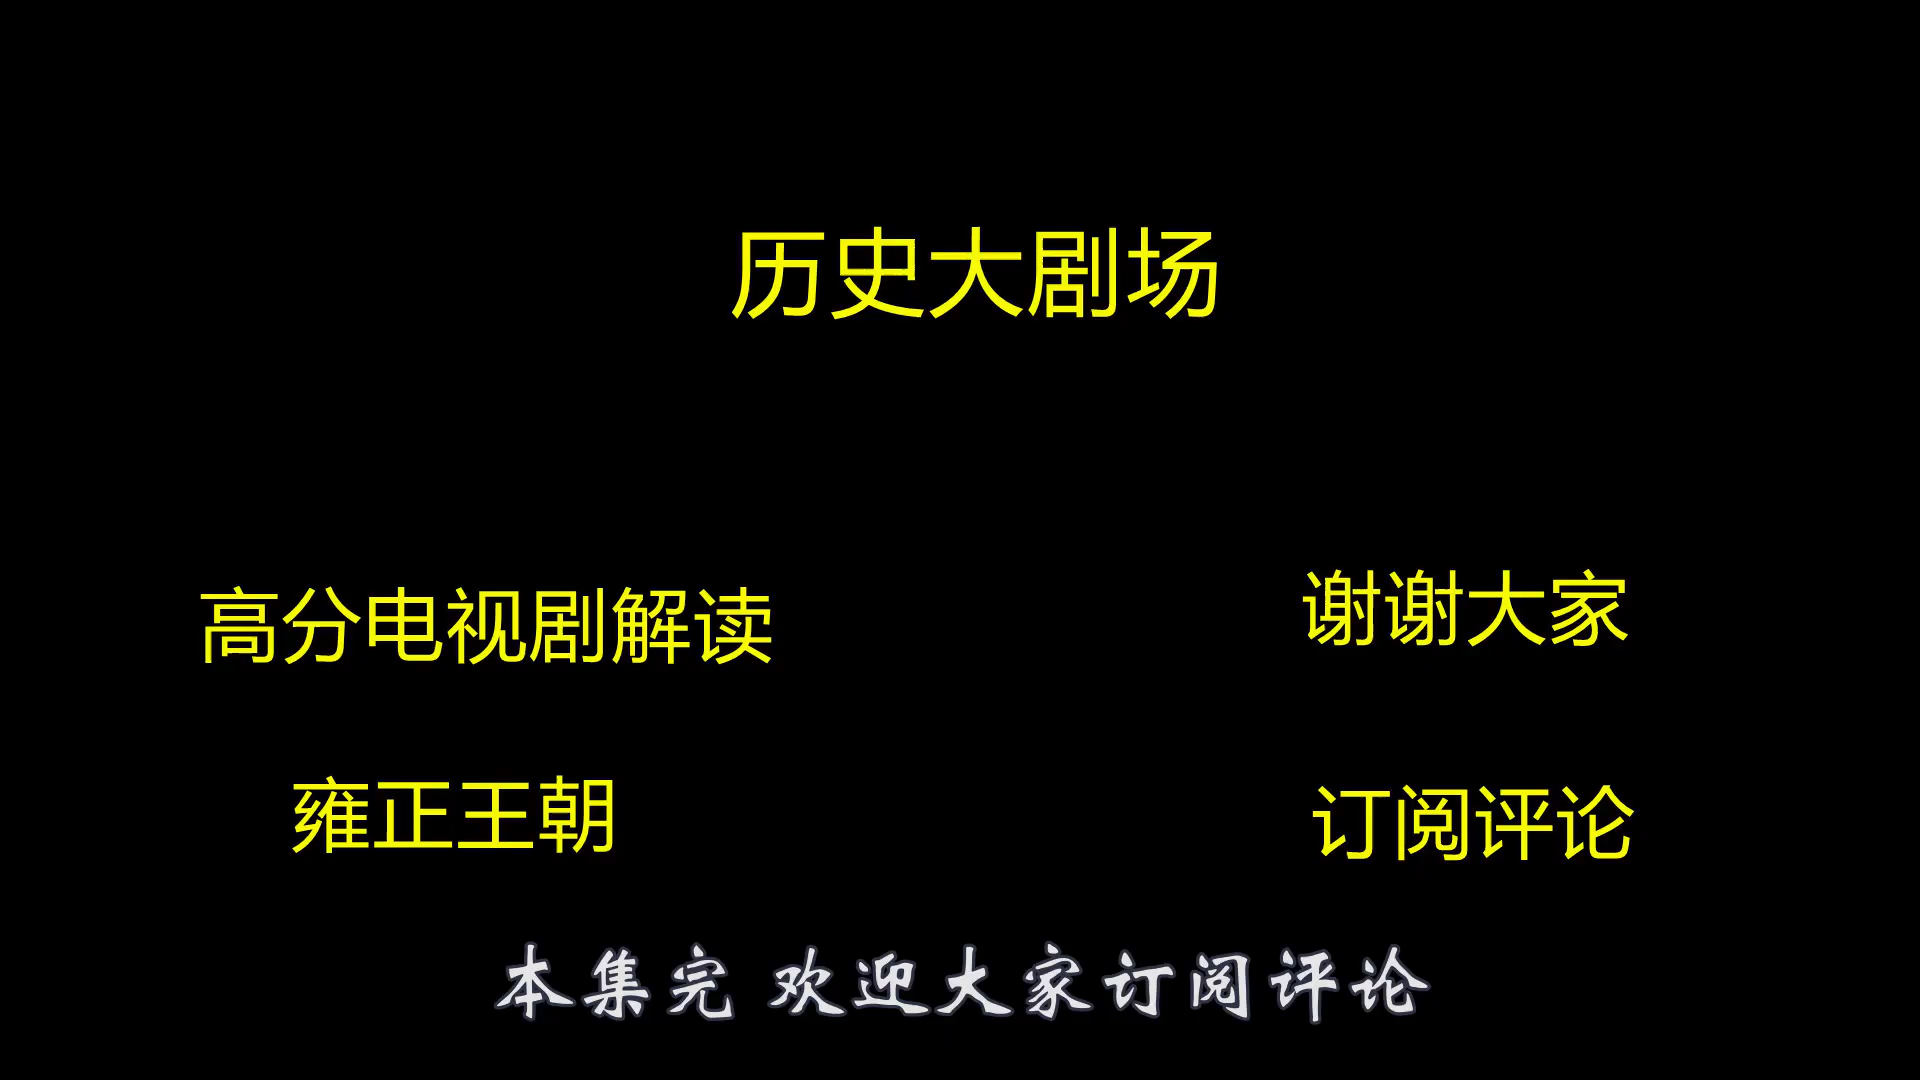 历史大剧场
高分电视剧解读
谢谢大家
雍正王朝
订阅评论
本集完 欢迎大家订阅评论